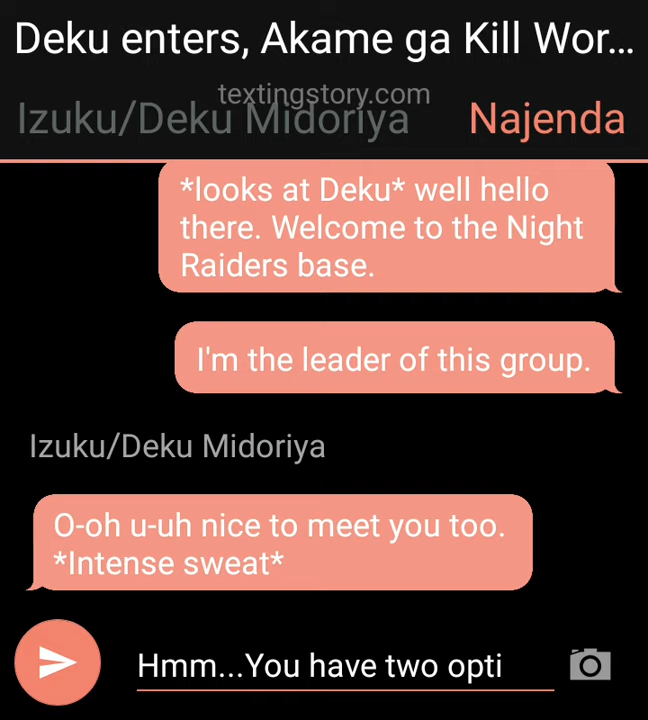 Deku enters, Akame ga Kill Wor...
textingstory.com
Izuku/Deku Midoriya
Najenda
*looks at Deku* well hello
there. Welcome to the Night
Raiders base.
I'm the leader of this group.
Izuku/Deku Midoriya
O-oh u-uh nice to meet you too.
*Intense sweat*
Hmm...You have two opti